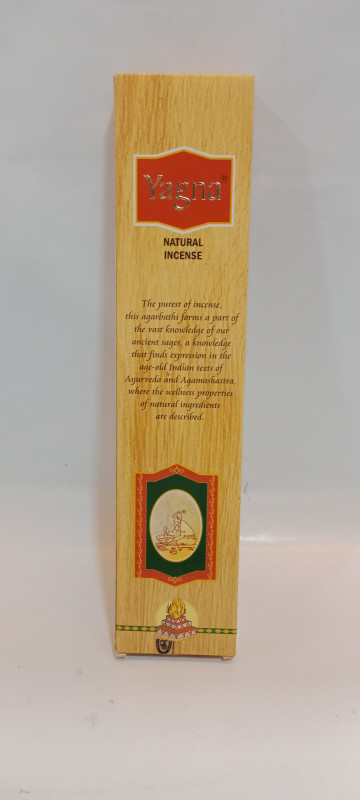 Yagna®
NATURAL
INCENSE
The purest of incense,
this agarbathi forms a part of
the vast knowledge of our
ancient sages, a knowledge
that finds expression in the
age-old Indian texts of
Ayurveda and Agamashastra,
where the wellness properties
of natural ingredients
are described.